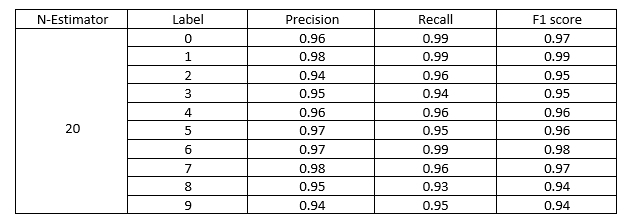 N-Estimator Label Precision Recall F1 score
0 0.96 0.99 0.97
1 0.98 0.99 0.99
2 0.94 0.96 0.95
3 0.95 0.94 0.95
4 0.96 0.96 0.96
20 5 0.97 0.95 0.96
6 0.97 0.99 0.98
7 0.98 0.96 0.97
8 0.95 0.93 0.94
9 0.94 0.95 0.94